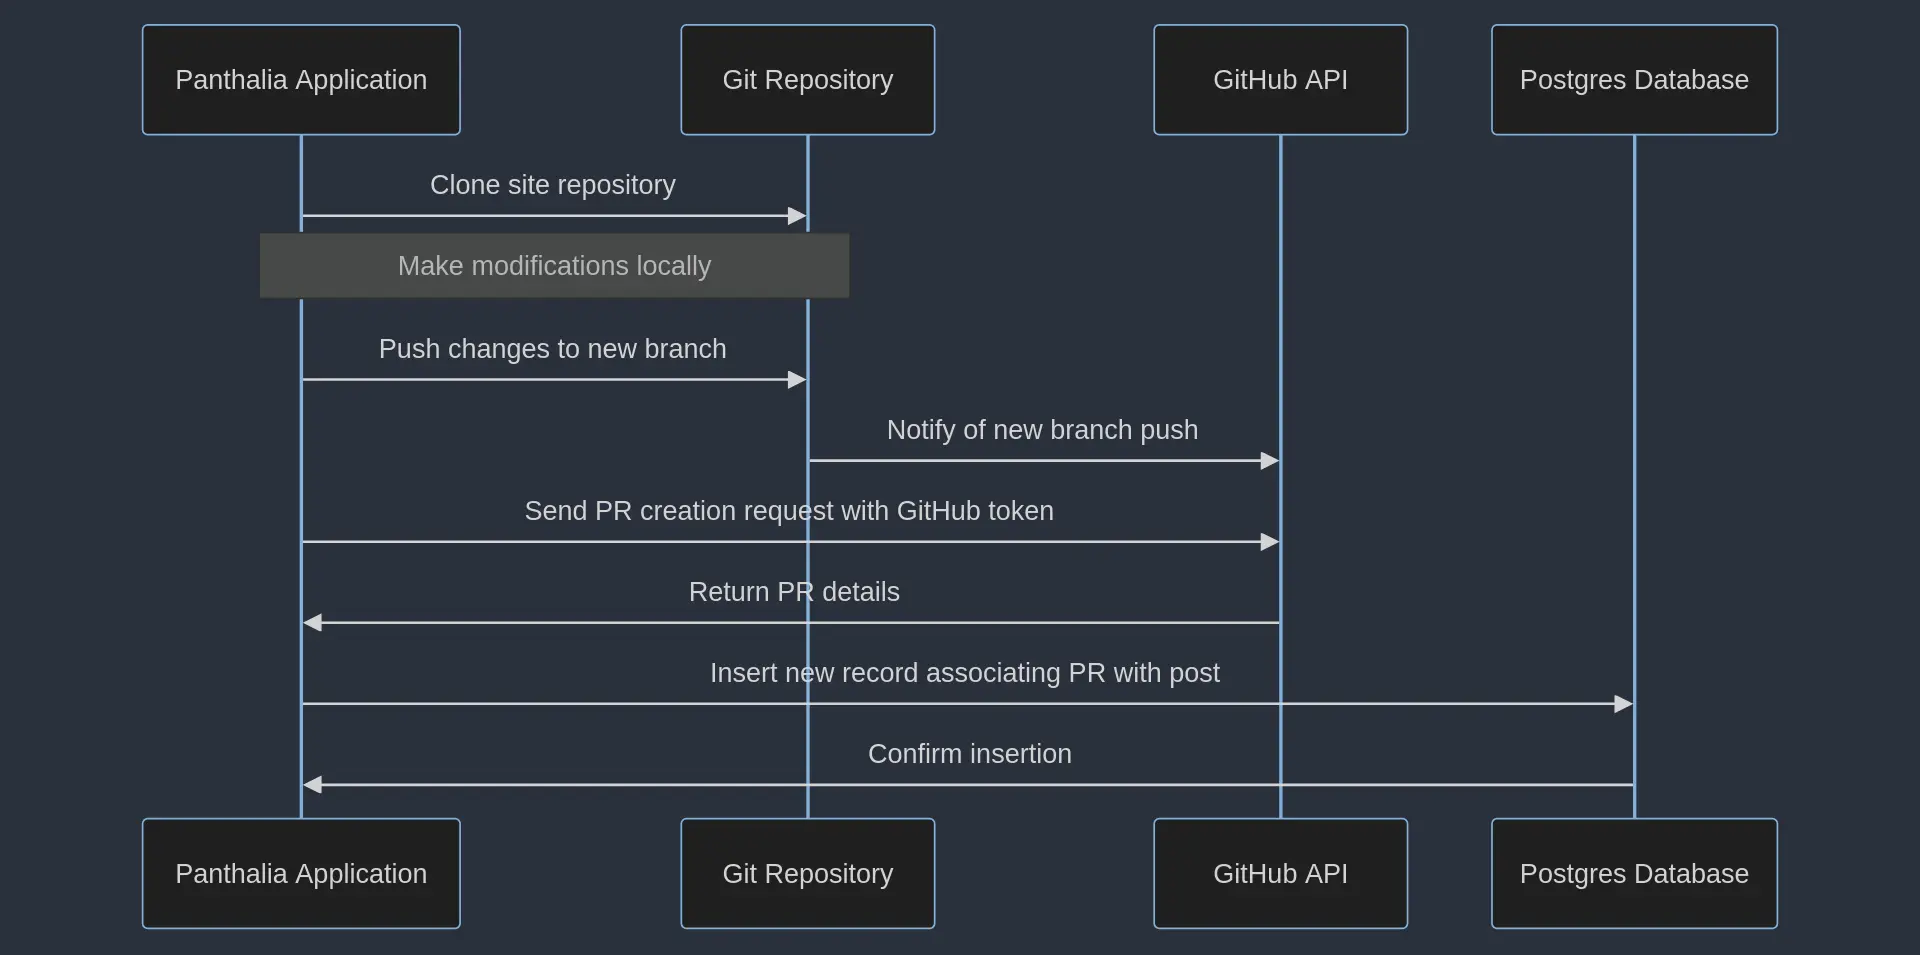 Panthalia Application
Git Repository
GitHub API
Postgres Database
Clone site repository
Make modifications locally
Push changes to new branch
Notify of new branch push
Send PR creation request with GitHub token
Return PR details
Insert new record associating PR with post
Confirm insertion
Panthalia Application
Git Repository
GitHub API
Postgres Database